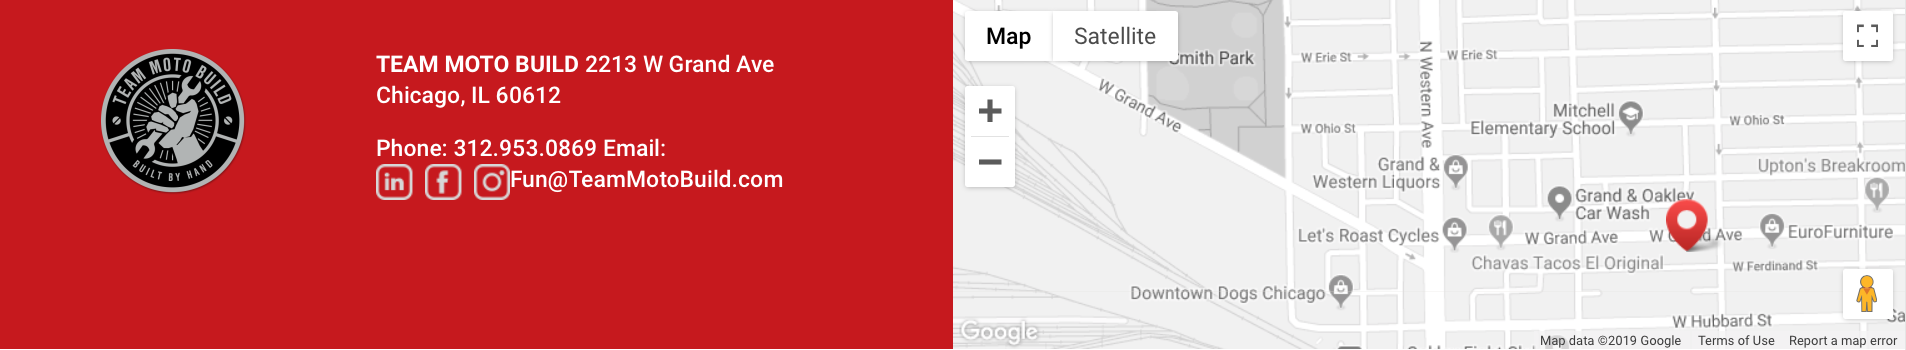 TEAM MOTO BUILD
BUILT BY HAND
TEAM MOTO BUILD 2213 W Grand Ave
Chicago, IL 60612
Phone: 312.953.0869 Email:
in f Fun@TeamMotoBuild.com
Map Satellite
Smith Park
W Erie St
W Erie St
N Western Ave
W Grand Ave
Mitchell
Elementary School
W Ohio St
W Ohio St
Grand &
Western Liquors
Upton's Breakroom
Grand & Oakley
Car Wash
Let's Roast Cycles
W Grand Ave
EuroFurniture
Chavas Tacos El Original
W Ferdinand St
Downtown Dogs Chicago
W Hubbard St
Google
Map data ©2019 Google Terms of Use Report a map error